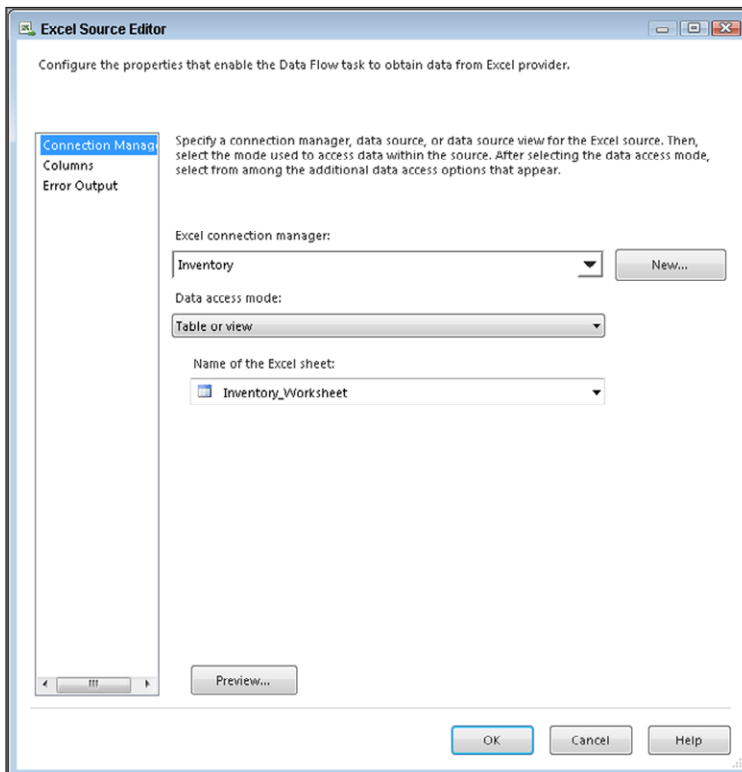 Excel Source Editor
Configure the properties that enable the Data Flow task to obtain data from Excel provider.
Connection Manag
Columns
Error Output
Specify a connection manager, data source, or data source view for the Excel source. Then,
select the mode used to access data within the source. After selecting the data access mode,
select from among the additional data access options that appear.
Excel connection manager:
Inventory
New...
Data access mode:
Table or view
Name of the Excel sheet:
Inventory_Worksheet
Preview...
OK
Cancel
Help